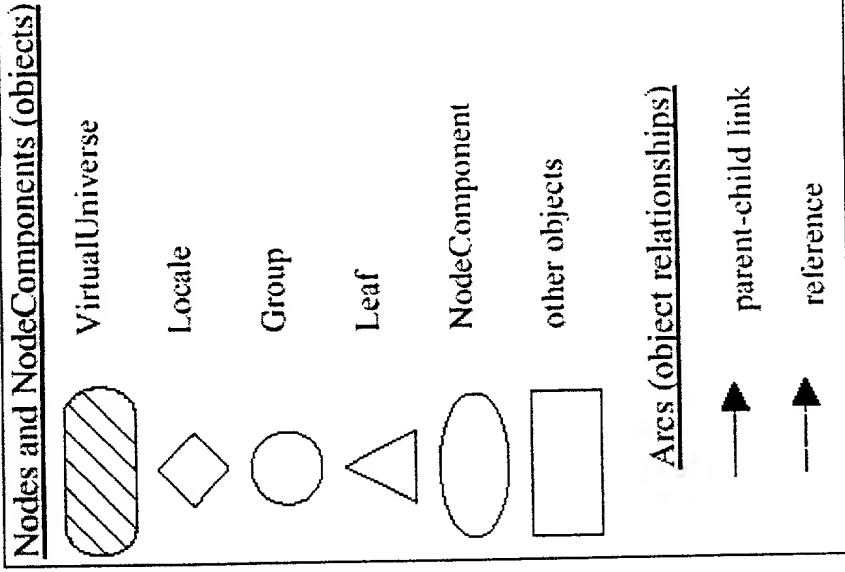 Nodes and NodeComponents (objects)
VirtualUniverse
Locale
Group
Leaf
NodeComponent
other objects
Arcs (object relationships)
parent-child link
reference